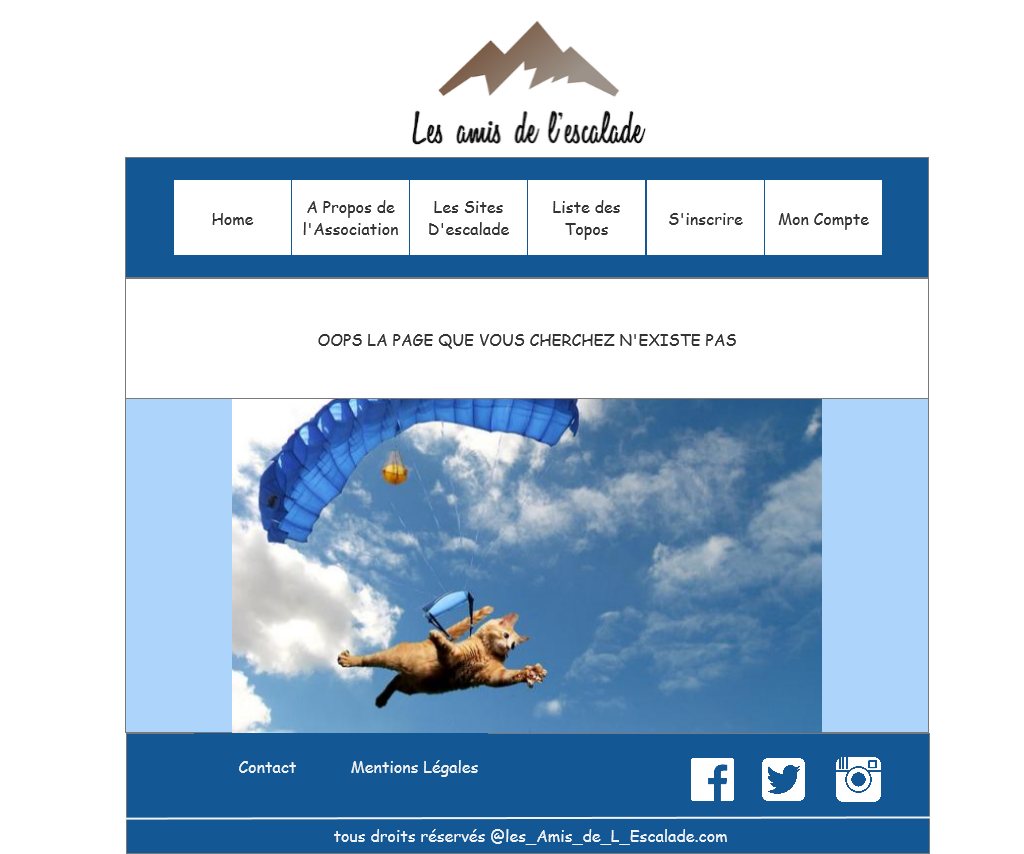 Les amis de l'escalade
Home
A Propos de
l'Association
Les Sites
D'escalade
Liste des
Topos
S'inscrire
Mon Compte
OOPS LA PAGE QUE VOUS CHERCHEZ N'EXISTE PAS
Contact
Mentions Légales
tous droits réservés @les_Amis_de_L_Escalade.com